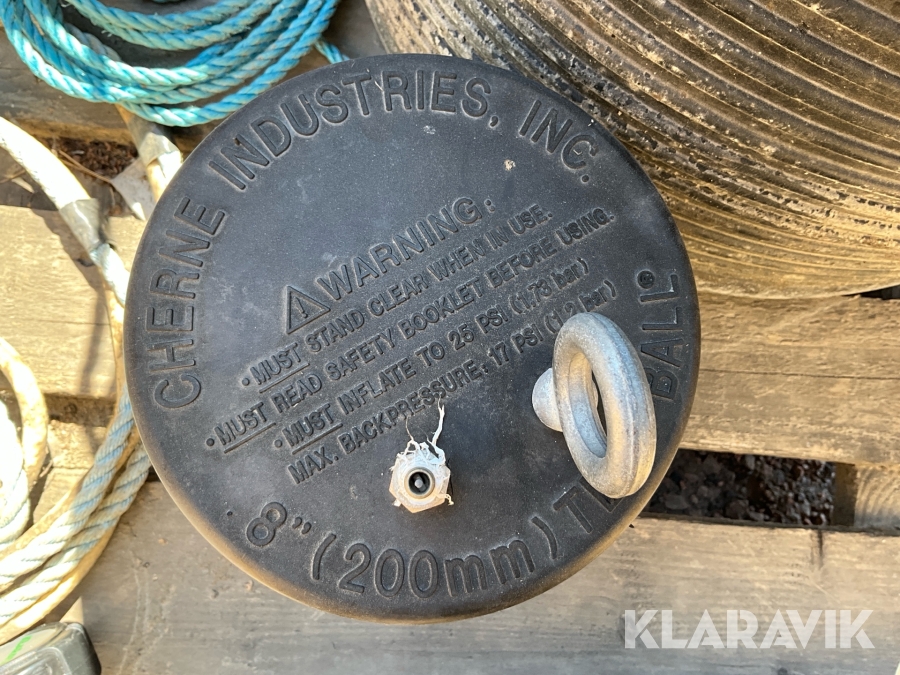 CHERNE INDUSTRIES, INC.
⚠ WARNING:
• MUST STAND CLEAR WHEN IN USE.
• MUST READ SAFETY BOOKLET BEFORE USING.
• MUST INFLATE TO 25 PSI (1.73 bar)
MAX. BACKPRESSURE: 17 PSI (1.2 bar)
8" (200mm) BALL®
KLARAVIK